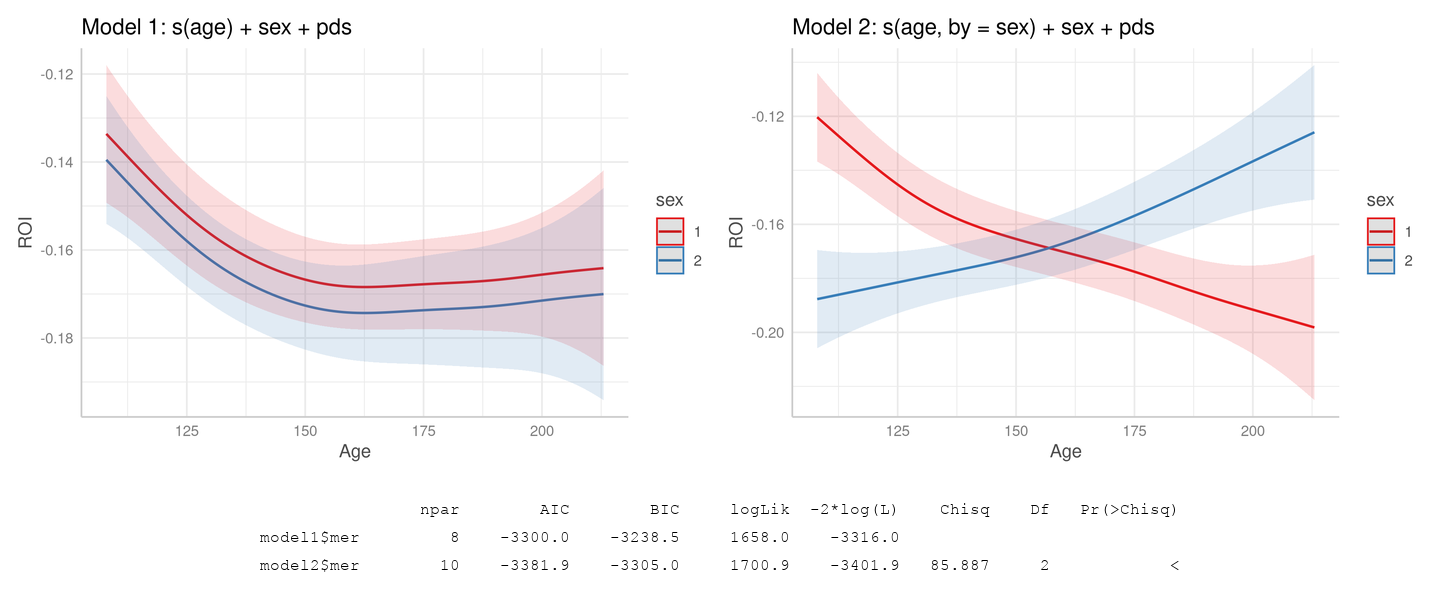 Model 1: s(age) + sex + pds
-0.12
-0.14
-0.16
-0.18
ROI
125 150 175 200
Age
sex
1
2
Model 2: s(age, by = sex) + sex + pds
-0.12
-0.16
-0.20
ROI
125 150 175 200
Age
sex
1
2
npar AIC BIC logLik -2*log(L) Chisq Df Pr(>Chisq)
model1$mer 8 -3300.0 -3238.5 1658.0 -3316.0
model2$mer 10 -3381.9 -3305.0 1700.9 -3401.9 85.887 2 <